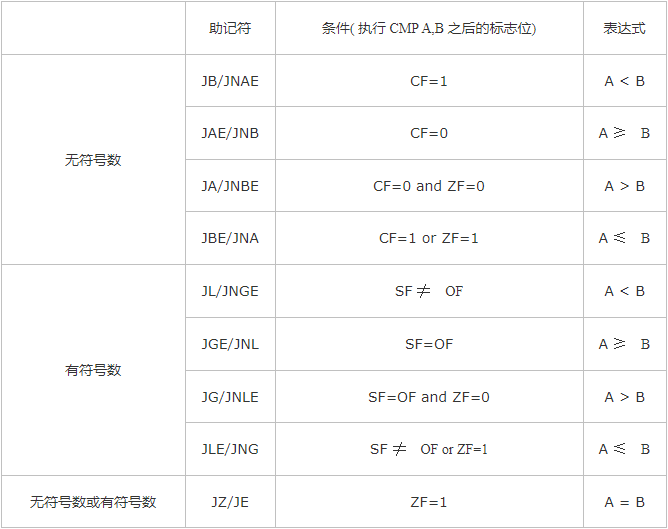 助记符 条件( 执行 CMP A,B 之后的标志位) 表达式
无符号数
JB/JNAE CF=1 A < B
JAE/JNB CF=0 A ≥ B
JA/JNBE CF=0 and ZF=0 A > B
JBE/JNA CF=1 or ZF=1 A ≤ B
有符号数
JL/JNGE SF ≠ OF A < B
JGE/JNL SF=OF A ≥ B
JG/JNLE SF=OF and ZF=0 A > B
JLE/JNG SF ≠ OF or ZF=1 A ≤ B
无符号数或有符号数 JZ/JE ZF=1 A = B